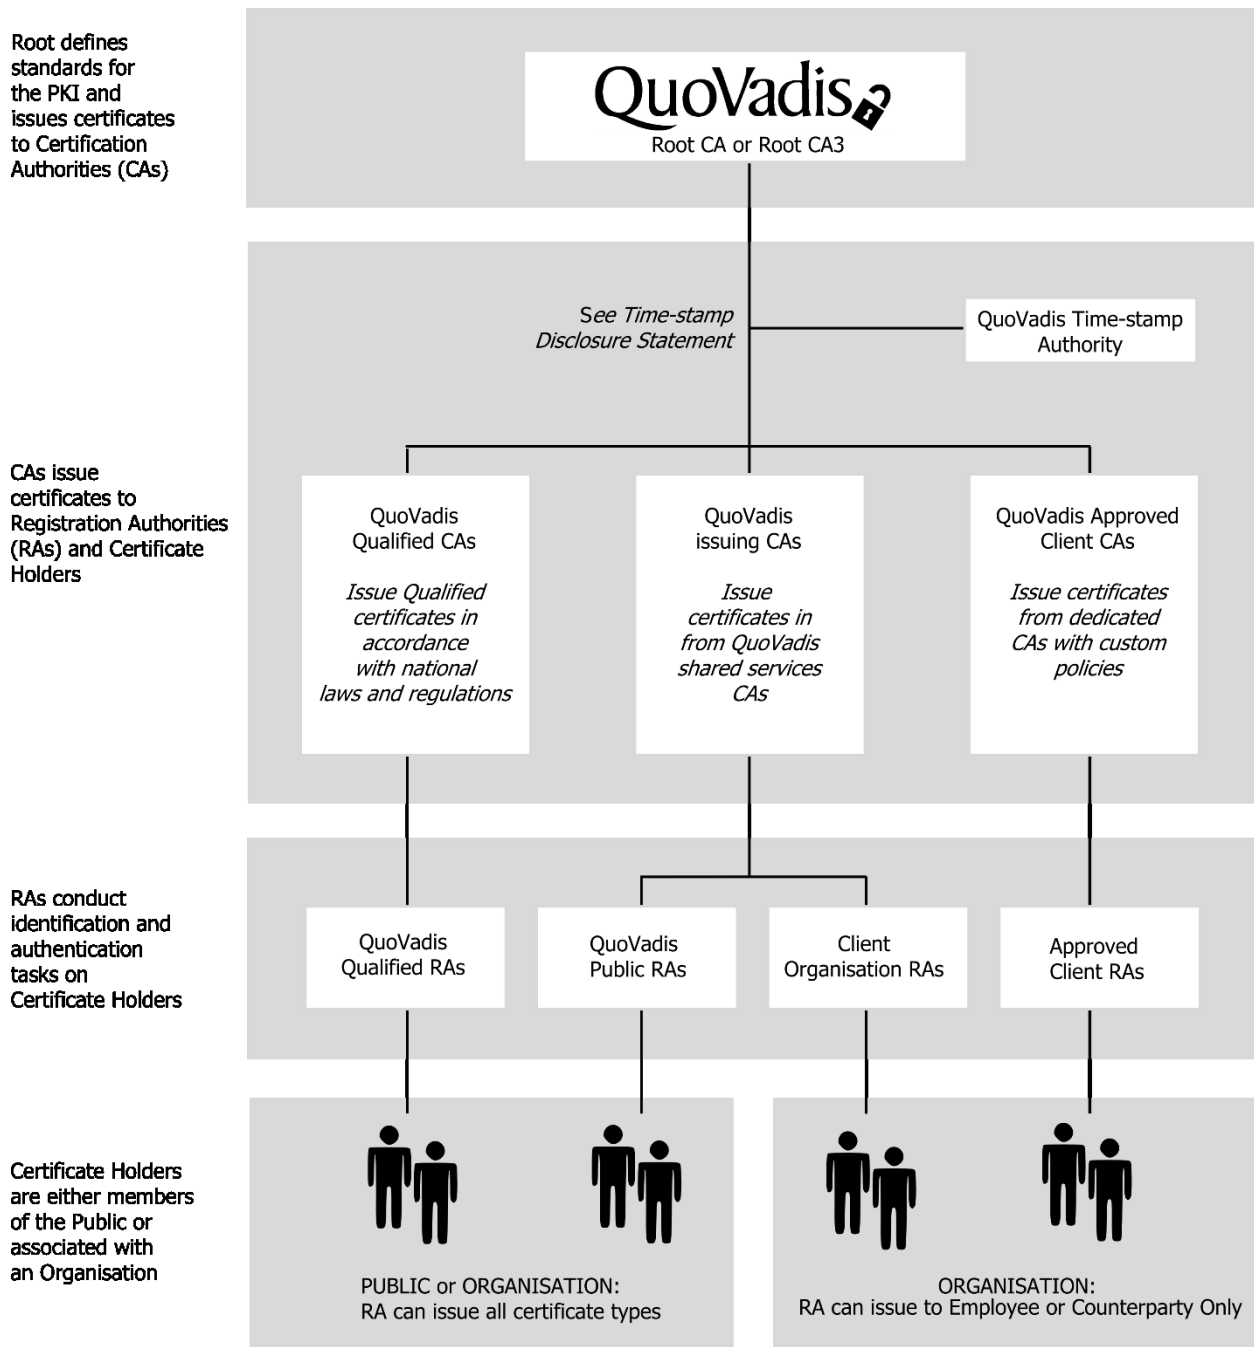 Root defines
standards for
the PKI and
issues certificates
to Certification
Authorities (CAs)
QuoVadis
Root CA or Root CA3
See Time-stamp
Disclosure Statement
QuoVadis Time-stamp
Authority
CAs issue
certificates to
Registration Authorities
(RAs) and Certificate
Holders
QuoVadis
Qualified CAs
Issue Qualified
certificates in
accordance
with national
laws and regulations
QuoVadis
issuing CAs
Issue
certificates in
from QuoVadis
shared services
CAs
QuoVadis Approved
Client CAs
Issue certificates
from dedicated
CAs with custom
policies
RAs conduct
identification and
authentication
tasks on
Certificate Holders
QuoVadis
Qualified RAs
QuoVadis
Public RAs
Client
Organisation RAs
Approved
Client RAs
Certificate Holders
are either members
of the Public or
associated with
an Organisation
PUBLIC or ORGANISATION:
RA can issue all certificate types
ORGANISATION:
RA can issue to Employee or Counterparty Only